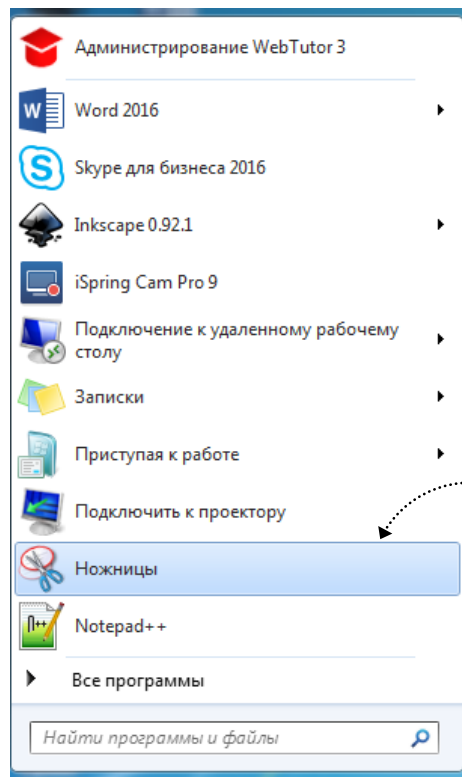 Администрирование WebTutor 3
Word 2016
Skype для бизнеса 2016
Inkscape 0.92.1
iSpring Cam Pro 9
Подключение к удаленному рабочему
столу
Записки
Приступая к работе
Подключить к проектору
Ножницы
Notepad++
Все программы
Найти программы и файлы